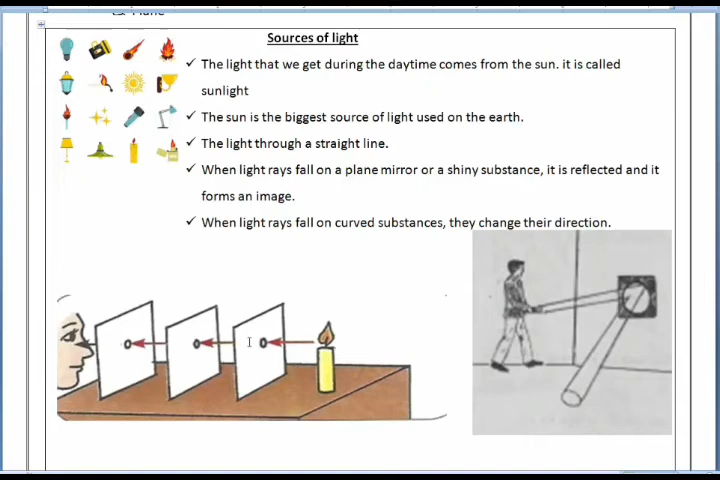 Plane
Sources of light
✓ The light that we get during the daytime comes from the sun. it is called
sunlight
✓ The sun is the biggest source of light used on the earth.
✓ The light through a straight line.
✓ When light rays fall on a plane mirror or a shiny substance, it is reflected and it
forms an image.
✓ When light rays fall on curved substances, they change their direction.